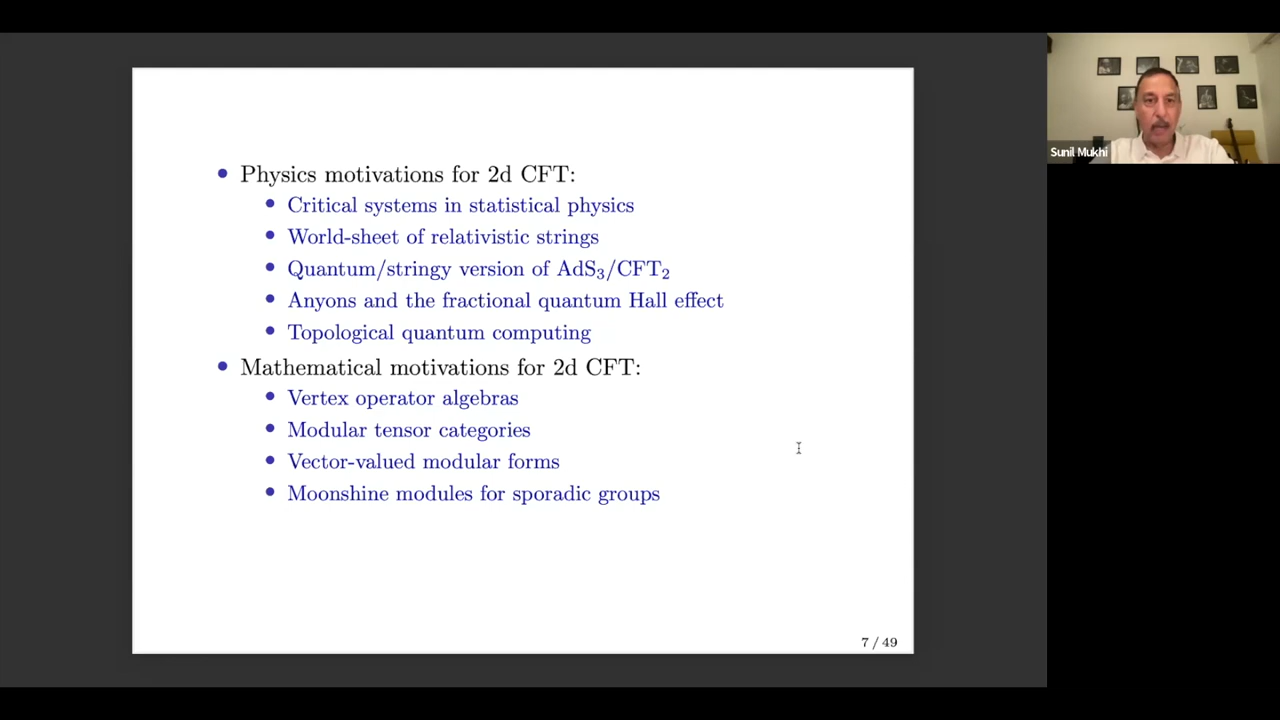 • Physics motivations for 2d CFT:
• Critical systems in statistical physics
• World-sheet of relativistic strings
• Quantum/stringy version of AdS₃/CFT₂
• Anyons and the fractional quantum Hall effect
• Topological quantum computing
• Mathematical motivations for 2d CFT:
• Vertex operator algebras
• Modular tensor categories
• Vector-valued modular forms
• Moonshine modules for sporadic groups
7 / 49
Sunil Mukhi